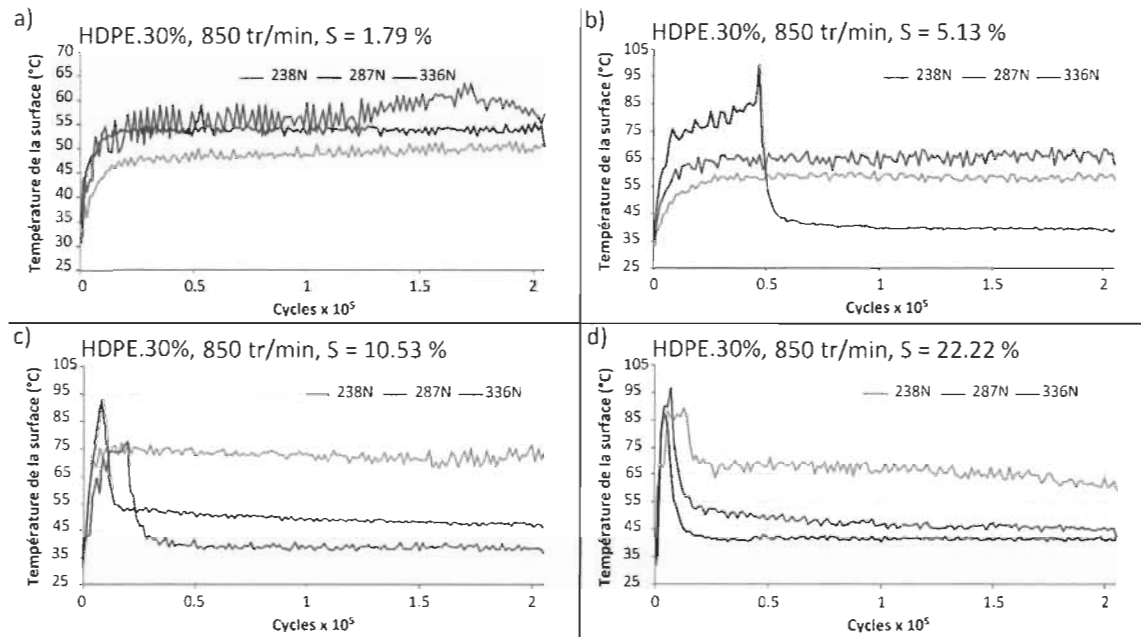 a)
HDPE.30%, 850 tr/min, S = 1.79 %
Température de la surface (°C)
70
65
60
55
50
45
40
35
30
25
238N 287N 336N
0 0.5 1 1.5 2
Cycles x 10⁵
b)
HDPE.30%, 850 tr/min, S = 5.13 %
Température de la surface (°C)
105
95
85
75
65
55
45
35
25
238N 287N 336N
0 0.5 1 1.5 2
Cycles x 10⁵
c)
HDPE.30%, 850 tr/min, S = 10.53 %
Température de la surface (°C)
105
95
85
75
65
55
45
35
25
238N 287N 336N
0 0.5 1 1.5 2
Cycles x 10⁵
d)
HDPE.30%, 850 tr/min, S = 22.22 %
Température de la surface (°C)
105
95
85
75
65
55
45
35
25
238N 287N 336N
0 0.5 1 1.5 2
Cycles x 10⁵